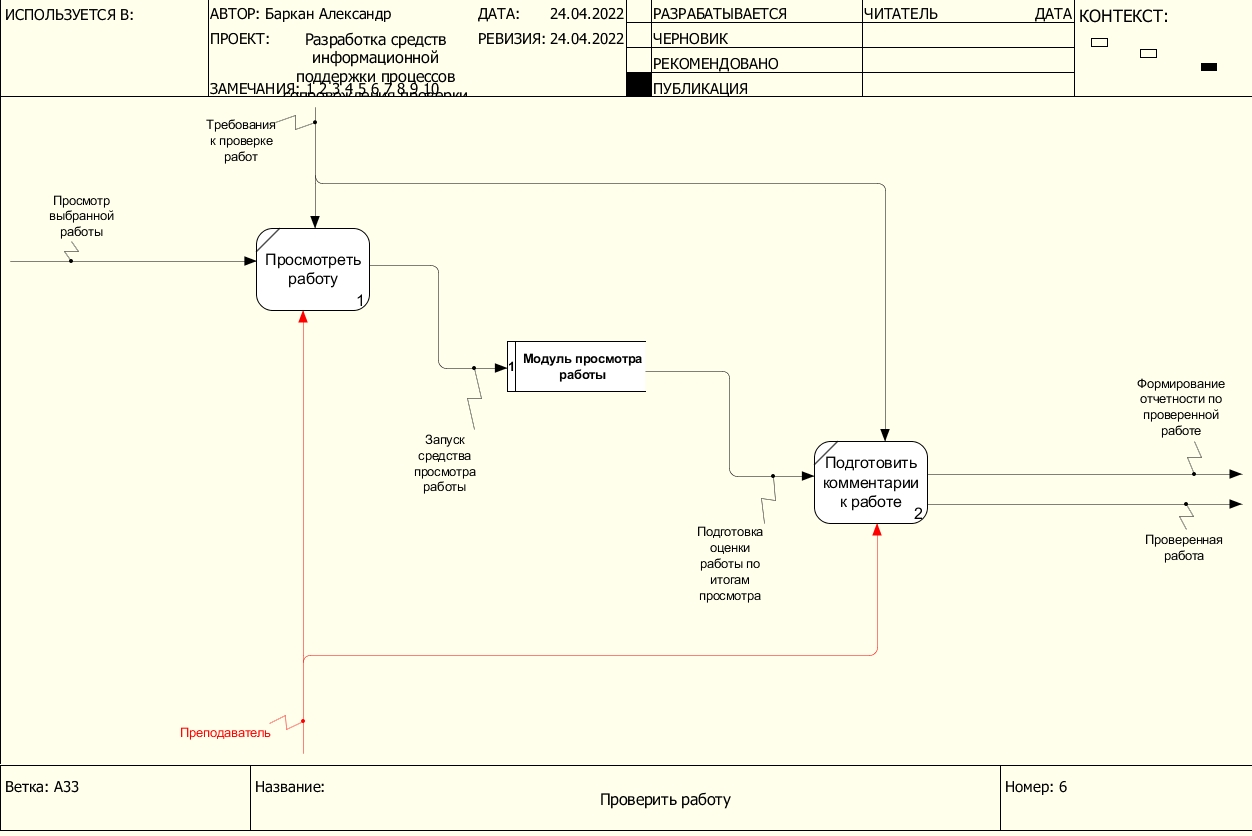 ИСПОЛЬЗУЕТСЯ В:
АВТОР: Баркан Александр
ДАТА: 24.04.2022
ПРОЕКТ: Разработка средств
информационной
поддержки процессов
сопровождения проверки
РЕВИЗИЯ: 24.04.2022
ЗАМЕЧАНИЯ: 1 2 3 4 5 6 7 8 9 10
РАЗРАБАТЫВАЕТСЯ
ЧЕРНОВИК
РЕКОМЕНДОВАНО
ПУБЛИКАЦИЯ
ЧИТАТЕЛЬ ДАТА
КОНТЕКСТ:
Требования
к проверке
работ
Просмотр
выбранной
работы
Просмотреть
работу
1
1
Модуль просмотра
работы
Запуск
средства
просмотра
работы
Формирование
отчетности по
проверенной
работе
Подготовить
комментарии
к работе
2
Подготовка
оценки
работы по
итогам
просмотра
Проверенная
работа
Преподаватель
Ветка: A33
Название:
Проверить работу
Номер: 6